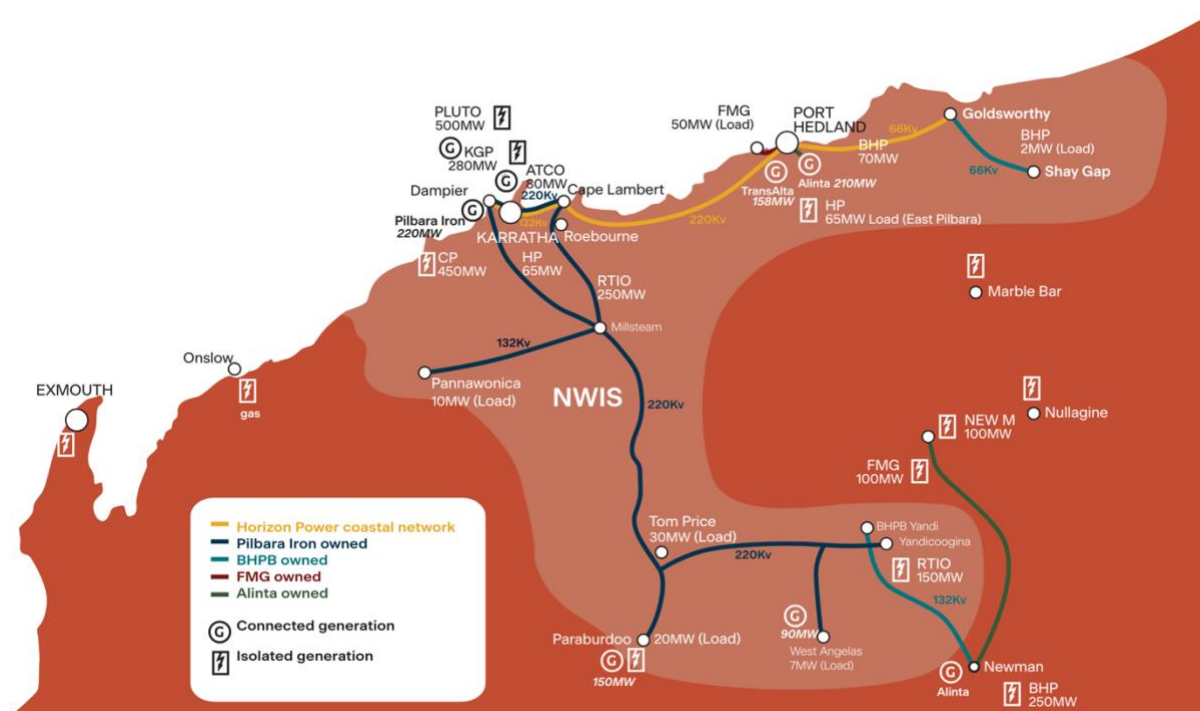 PLUTO
500MW
G
KGP
280MW
G
ATCO
80MW
220Kv
Dampier
Cape Lambert
G
Pilbara Iron
220MW
132Kv
KARRATHA
Roebourne
CP
450MW
HP
65MW
RTIO
250MW
Millsteam
132Kv
Pannawonica
10MW (Load)
NWIS
220Kv
FMG
50MW (Load)
PORT
HEDLAND
66Kv
BHP
70MW
Goldsworthy
BHP
2MW (Load)
66Kv
Shay Gap
G
TransAlta
158MW
G
Alinta 210MW
HP
65MW Load (East Pilbara)
220Kv
Marble Bar
Onslow
gas
EXMOUTH
Nullagine
NEW M
100MW
FMG
100MW
Tom Price
30MW (Load)
220Kv
BHPB Yandi
Yandicoogina
RTIO
150MW
132Kv
Paraburdoo
20MW (Load)
G
150MW
G
90MW
West Angelas
7MW (Load)
Newman
G
Alinta
BHP
250MW
Horizon Power coastal network
Pilbara Iron owned
BHPB owned
FMG owned
Alinta owned
G
Connected generation
Isolated generation